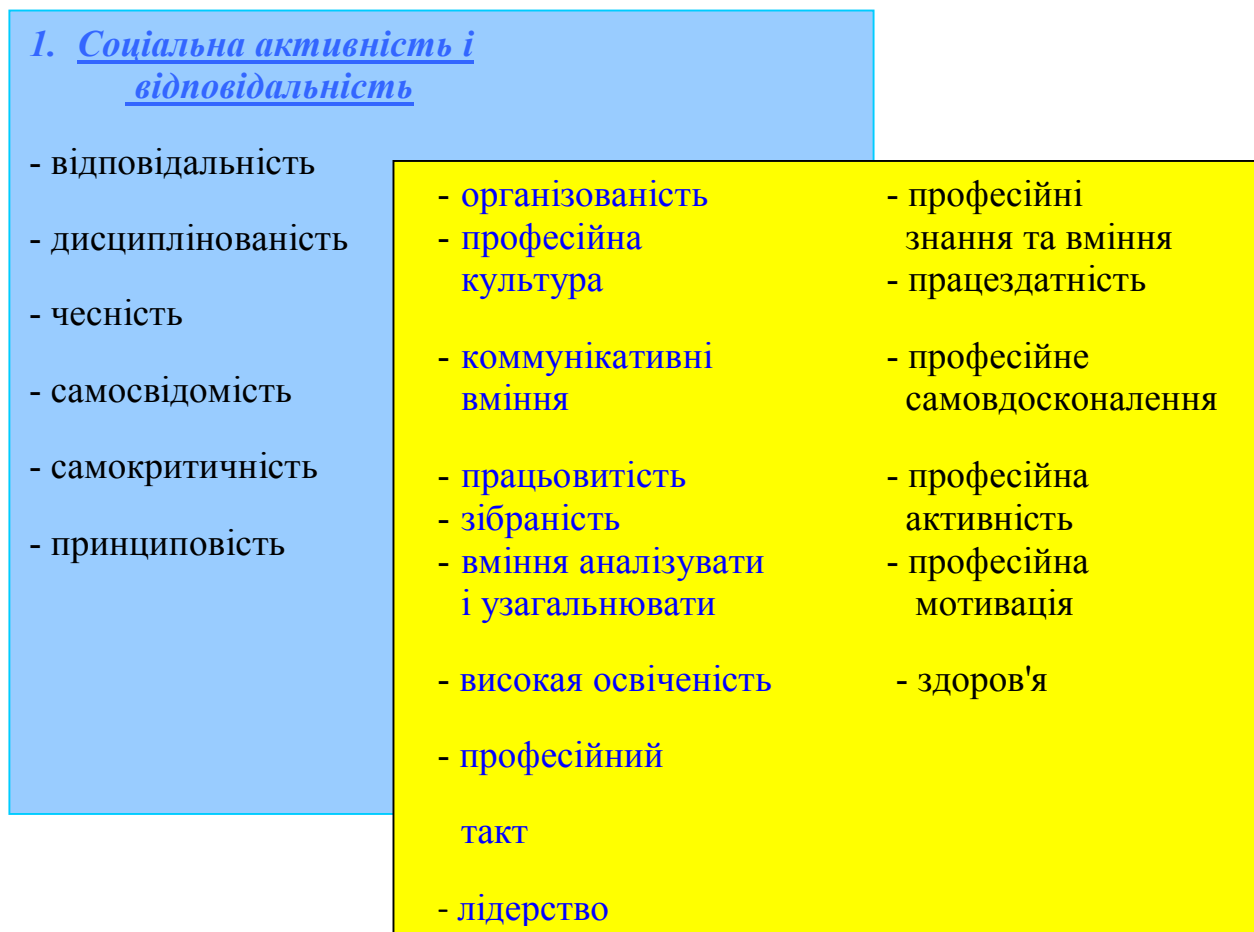 1. Соціальна активність і
відповідальність
- відповідальність
- дисциплінованість
- чесність
- самосвідомість
- самокритичність
- принциповість
- організованість
- професійна
культура
- коммунікативні
вміння
- працьовитість
- зібраність
- вміння аналізувати
і узагальнювати
- високая освіченість
- професійний
такт
- лідерство
- професійні
знання та вміння
- працездатність
- професійне
самовдосконалення
- професійна
активність
- професійна
мотивація
- здоров'я